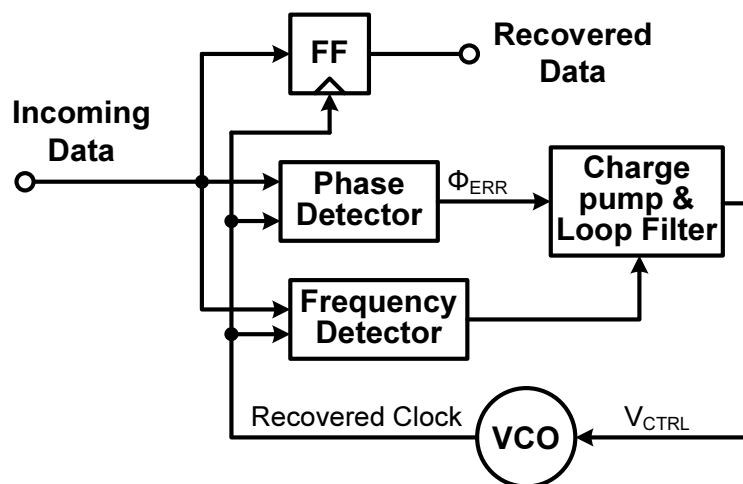 FF
Recovered
Data
Incoming
Data
Phase
Detector
ΦERR
Charge
pump &
Loop Filter
Frequency
Detector
Recovered Clock
VCO
VCTRL